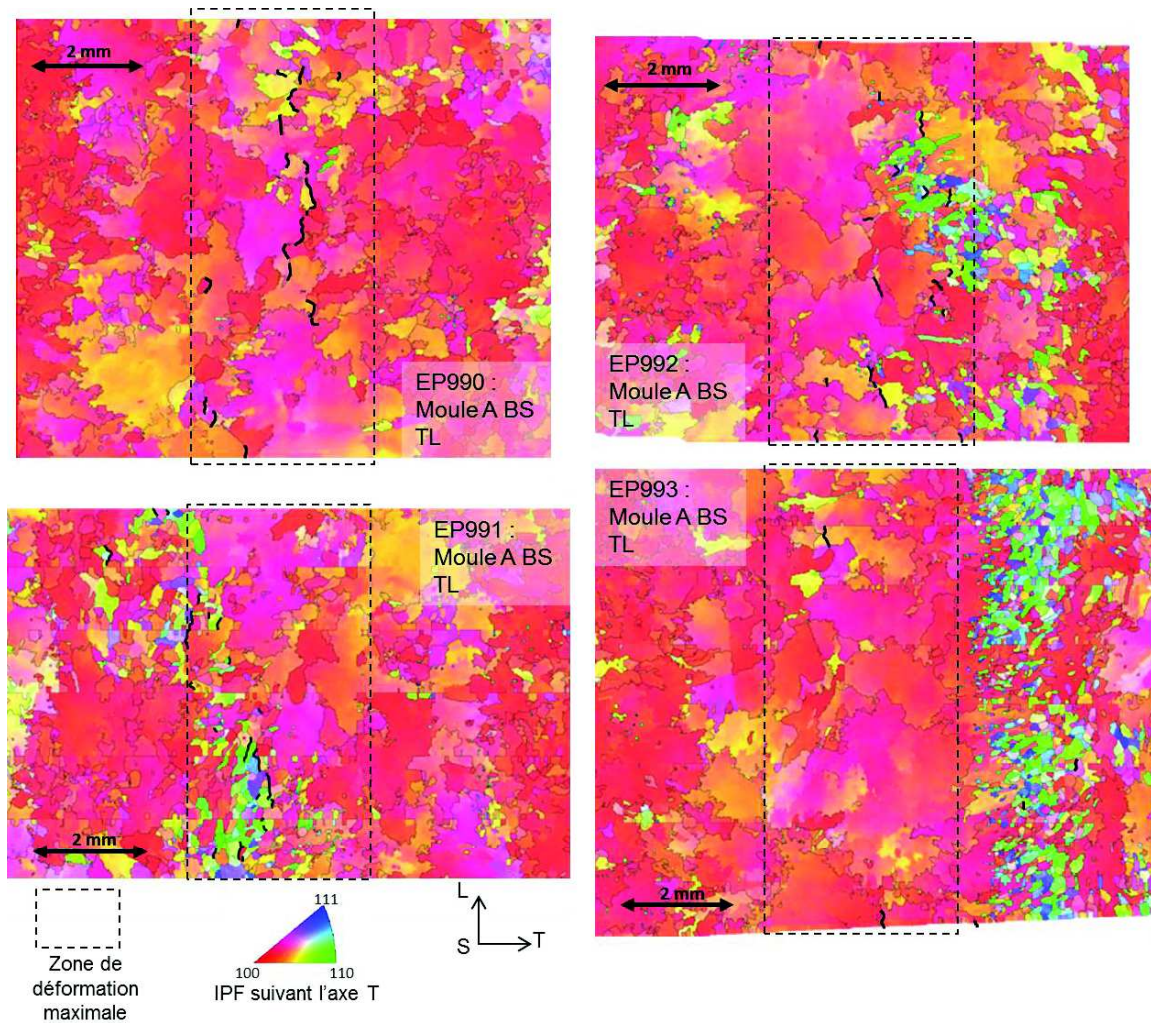 2 mm
EP990 :
Moule A BS
TL
2 mm
EP992 :
Moule A BS
TL
EP991 :
Moule A BS
TL
2 mm
EP993 :
Moule A BS
TL
2 mm
Zone de
déformation
maximale
111
100
110
IPF suivant l'axe T
L
S
T